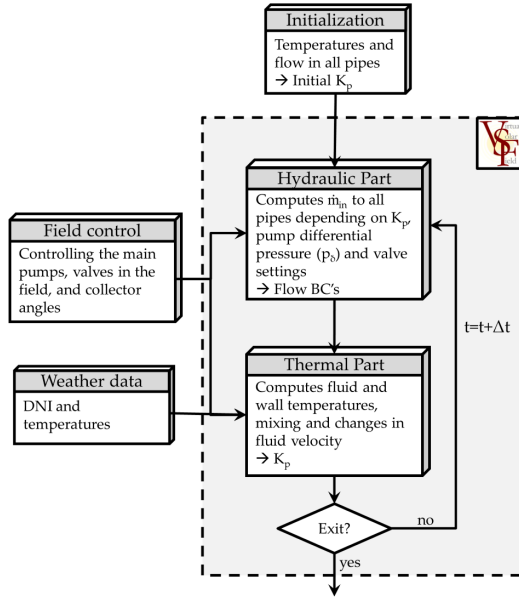 Initialization
Temperatures and
flow in all pipes
→ Initial Kp
Virtual
Solar
Field
Hydraulic Part
Computes ṁin to all
pipes depending on Kp,
pump differential
pressure (pδ) and valve
settings
→ Flow BC's
Field control
Controlling the main
pumps, valves in the
field, and collector
angles
t=t+Δt
Weather data
DNI and
temperatures
Thermal Part
Computes fluid and
wall temperatures,
mixing and changes in
fluid velocity
→ Kp
Exit?
no
yes